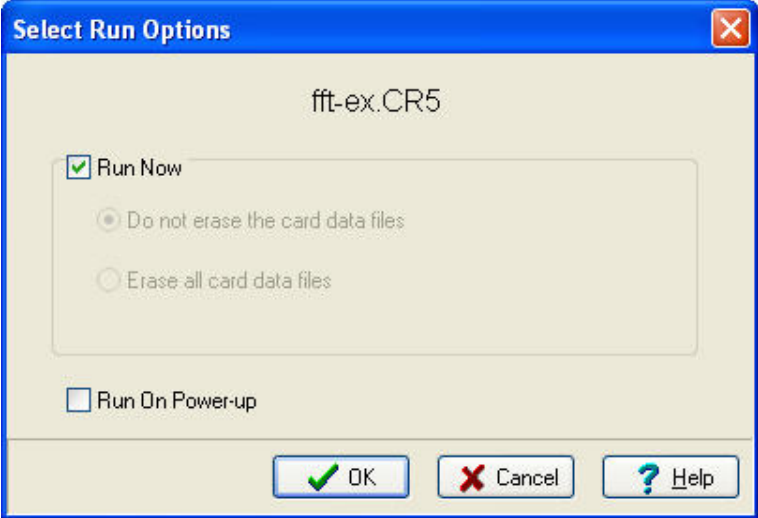 Select Run Options
fft-ex.CR5
Run Now
Do not erase the card data files
Erase all card data files
Run On Power-up
OK Cancel Help